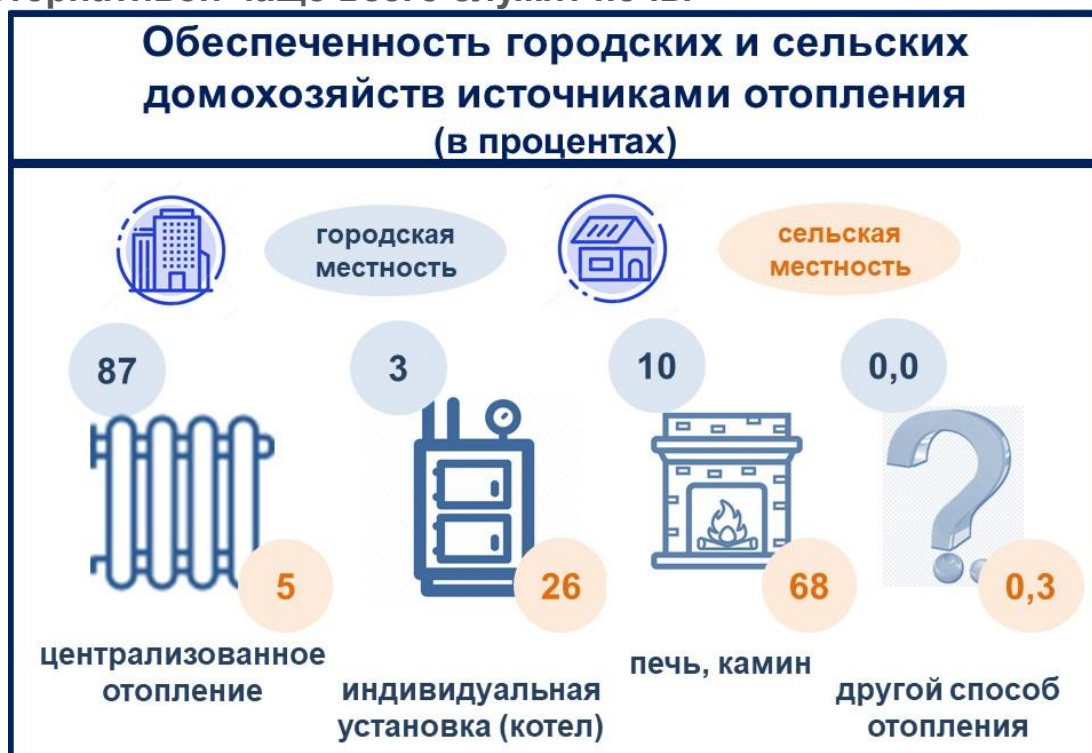 Обеспеченность городских и сельских
домохозяйств источниками отопления
(в процентах)
городская
местность
сельская
местность
87
3
10
0,0
5
26
68
0,3
централизованное
отопление
индивидуальная
установка (котел)
печь, камин
другой способ
отопления